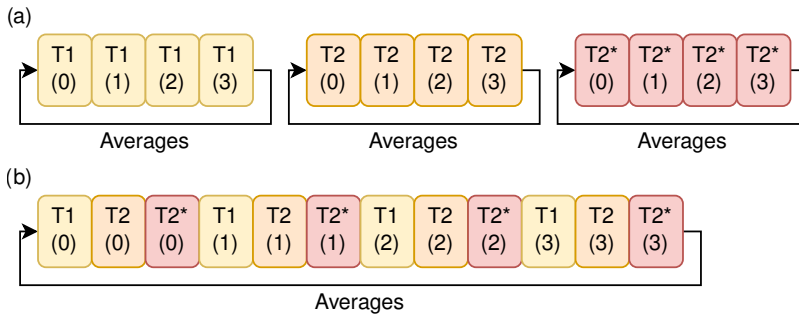 (a)
T1 T1 T1 T1 T2 T2 T2 T2 T2* T2* T2* T2*
(0) (1) (2) (3) (0) (1) (2) (3) (0) (1) (2) (3)
Averages Averages Averages
(b)
T1 T2 T2* T1 T2 T2* T1 T2 T2* T1 T2 T2*
(0) (0) (0) (1) (1) (1) (2) (2) (2) (3) (3) (3)
Averages